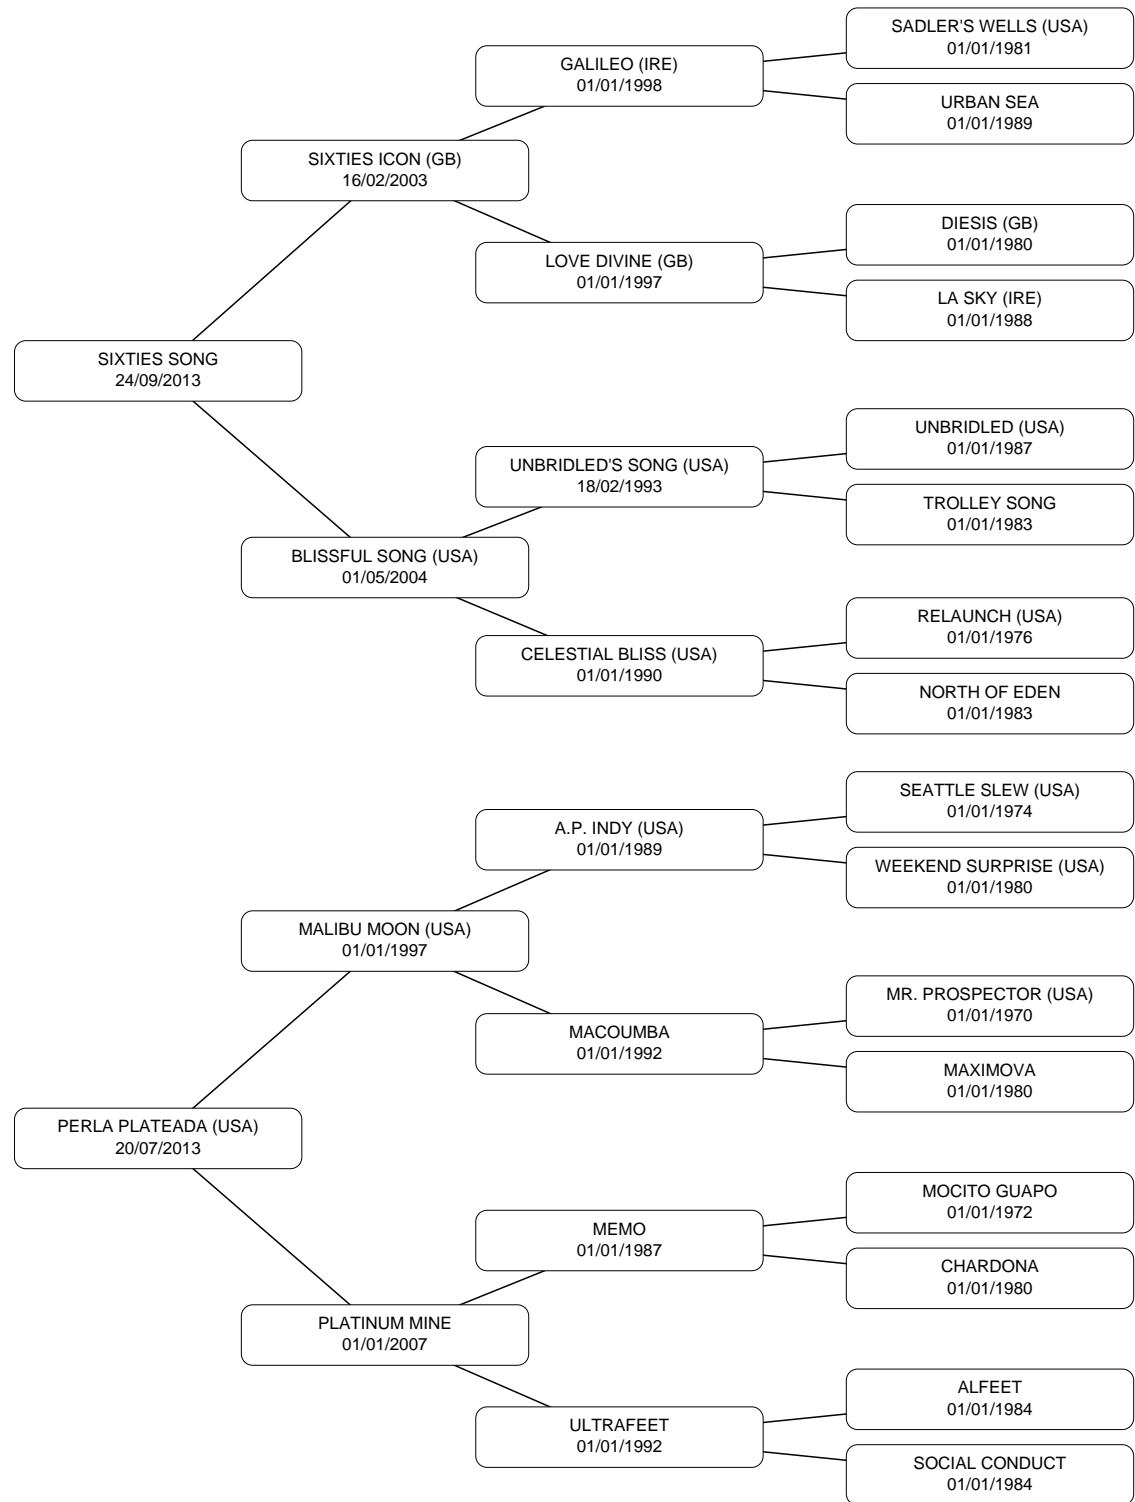 SADLER'S WELLS (USA)
01/01/1981
GALILEO (IRE)
01/01/1998
URBAN SEA
01/01/1989
SIXTIES ICON (GB)
16/02/2003
DIESIS (GB)
01/01/1980
LOVE DIVINE (GB)
01/01/1997
LA SKY (IRE)
01/01/1988
SIXTIES SONG
24/09/2013
UNBRIDLED (USA)
01/01/1987
UNBRIDLED'S SONG (USA)
18/02/1993
TROLLEY SONG
01/01/1983
BLISSFUL SONG (USA)
01/05/2004
RELAUNCH (USA)
01/01/1976
CELESTIAL BLISS (USA)
01/01/1990
NORTH OF EDEN
01/01/1983
SEATTLE SLEW (USA)
01/01/1974
A.P. INDY (USA)
01/01/1989
WEEKEND SURPRISE (USA)
01/01/1980
MALIBU MOON (USA)
01/01/1997
MR. PROSPECTOR (USA)
01/01/1970
MACOUMBA
01/01/1992
MAXIMOVA
01/01/1980
PERLA PLATEADA (USA)
20/07/2013
MOCITO GUAPO
01/01/1972
MEMO
01/01/1987
CHARDONA
01/01/1980
PLATINUM MINE
01/01/2007
ALFEET
01/01/1984
ULTRAFEET
01/01/1992
SOCIAL CONDUCT
01/01/1984